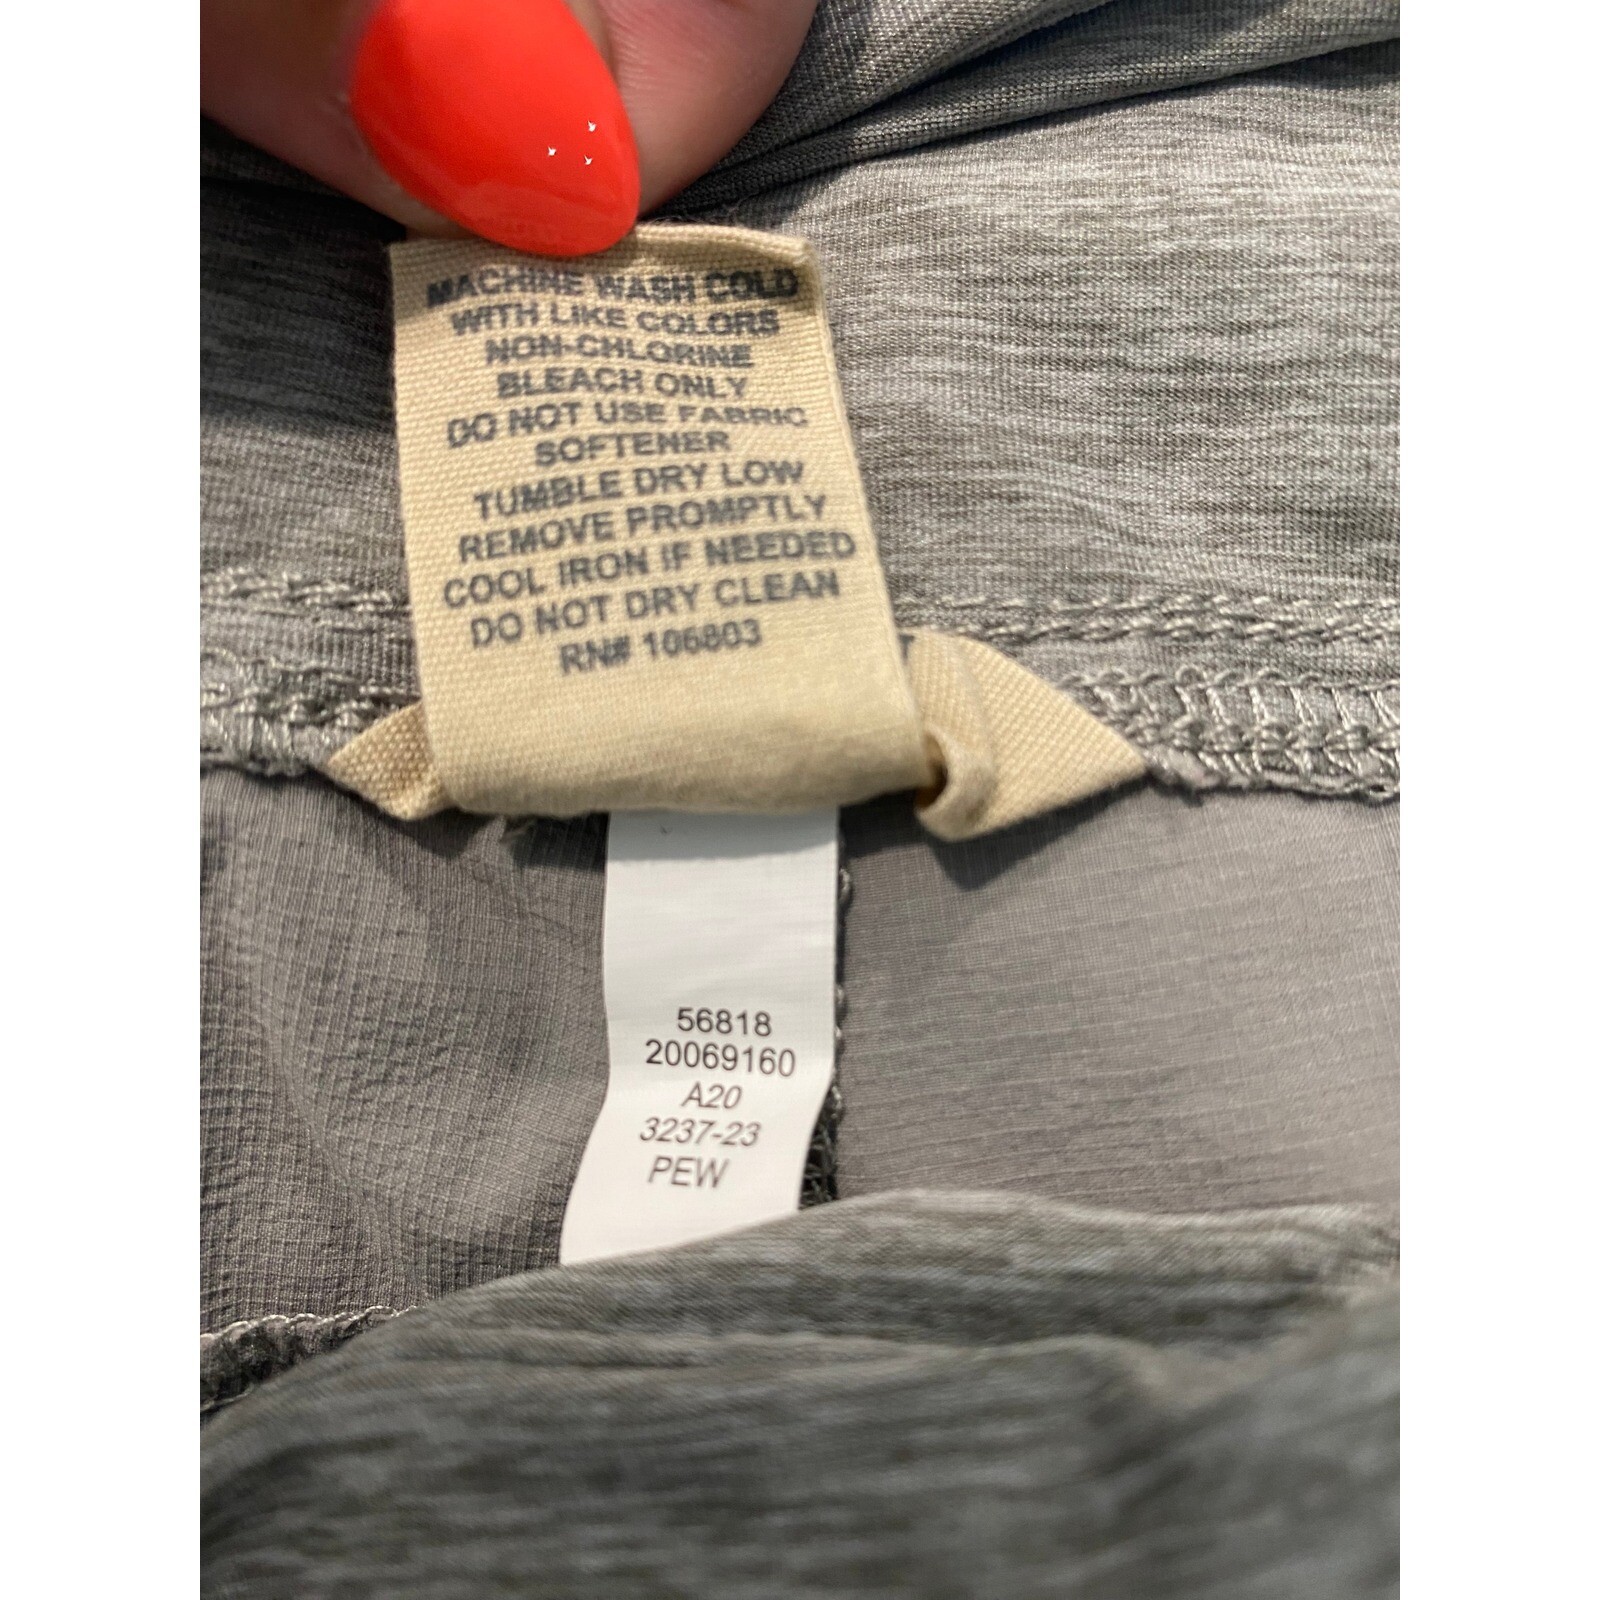 MACHINE WASH COLD
WITH LIKE COLORS
NON-CHLORINE
BLEACH ONLY
DO NOT USE FABRIC
SOFTENER
TUMBLE DRY LOW
REMOVE PROMPTLY
COOL IRON IF NEEDED
DO NOT DRY CLEAN
RN# 106803
T
56818
20069160
A20
3237-23
PEW